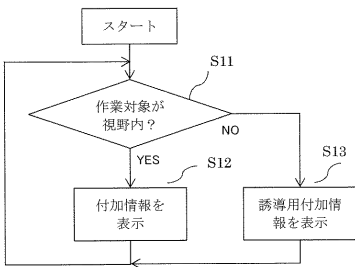 スタート
S11
作業対象が
視野内？
NO
YES
S12
S13
付加情報を
表示
誘導用付加情
報を表示